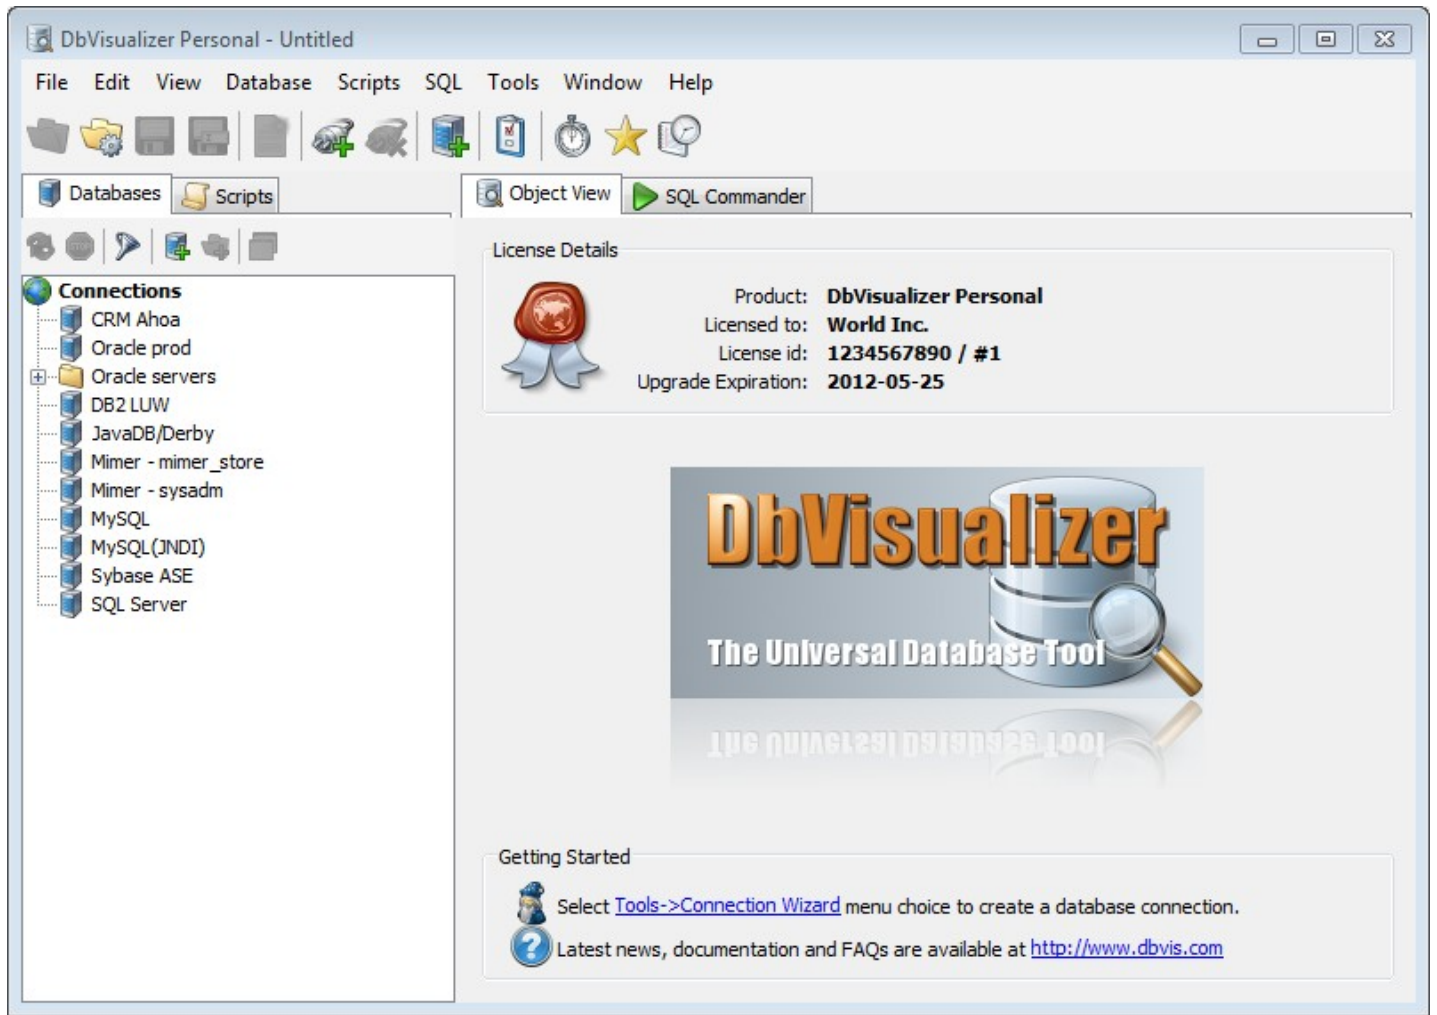 DbVisualizer Personal - Untitled
File Edit View Database Scripts SQL Tools Window Help
Databases Scripts
Object View SQL Commander
License Details
Connections
CRM Ahoa
Oracle prod
Oracle servers
DB2 LUW
JavaDB/Derby
Mimer - mimer_store
Mimer - sysadm
MySQL
MySQL(JNDI)
Sybase ASE
SQL Server
Product: DbVisualizer Personal
Licensed to: World Inc.
License id: 1234567890 / #1
Upgrade Expiration: 2012-05-25
DbVisualizer
The Universal Database Tool
Getting Started
Select Tools->Connection Wizard menu choice to create a database connection.
Latest news, documentation and FAQs are available at http://www.dbvis.com